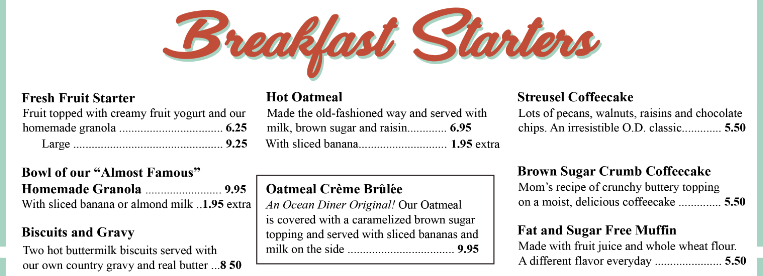 Breakfast Starters
Fresh Fruit Starter
Fruit topped with creamy fruit yogurt and our
homemade granola .................................. 6.25
Large ................................................. 9.25
Bowl of our “Almost Famous”
Homemade Granola ......................... 9.95
With sliced banana or almond milk ..1.95 extra
Biscuits and Gravy
Two hot buttermilk biscuits served with
our own country gravy and real butter ...8 50
Hot Oatmeal
Made the old-fashioned way and served with
milk, brown sugar and raisin............. 6.95
With sliced banana............................. 1.95 extra
Oatmeal Crème Brûlèe
An Ocean Diner Original! Our Oatmeal
is covered with a caramelized brown sugar
topping and served with sliced bananas and
milk on the side ................................... 9.95
Streusel Coffeecake
Lots of pecans, walnuts, raisins and chocolate
chips. An irresistible O.D. classic............. 5.50
Brown Sugar Crumb Coffeecake
Mom’s recipe of crunchy buttery topping
on a moist, delicious coffeecake .............. 5.50
Fat and Sugar Free Muffin
Made with fruit juice and whole wheat flour.
A different flavor everyday ...................... 5.50